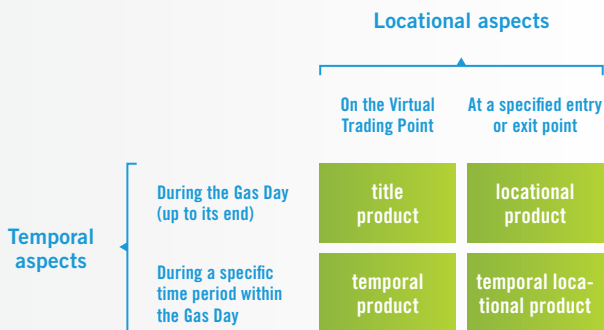 Locational aspects
On the Virtual
Trading Point
At a specified entry
or exit point
During the Gas Day
(up to its end)
title
product
locational
product
Temporal
aspects
During a specific
time period within
the Gas Day
temporal
product
temporal loca-
tional product